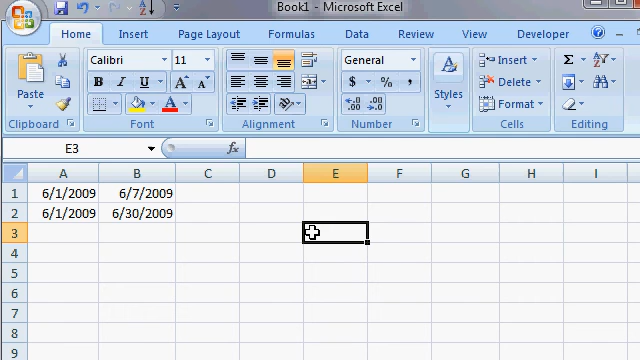 Book1 - Microsoft Excel
Home Insert Page Layout Formulas Data Review View Developer
Calibri 11 General Insert Σ
Paste B I U A A $ % , Styles Delete
A .00 .0 Format
Clipboard Font Alignment Number Cells Editing
E3 fx
A B C D E F G H I
1 6/1/2009 6/7/2009
2 6/1/2009 6/30/2009
3
4
5
6
7
8
9